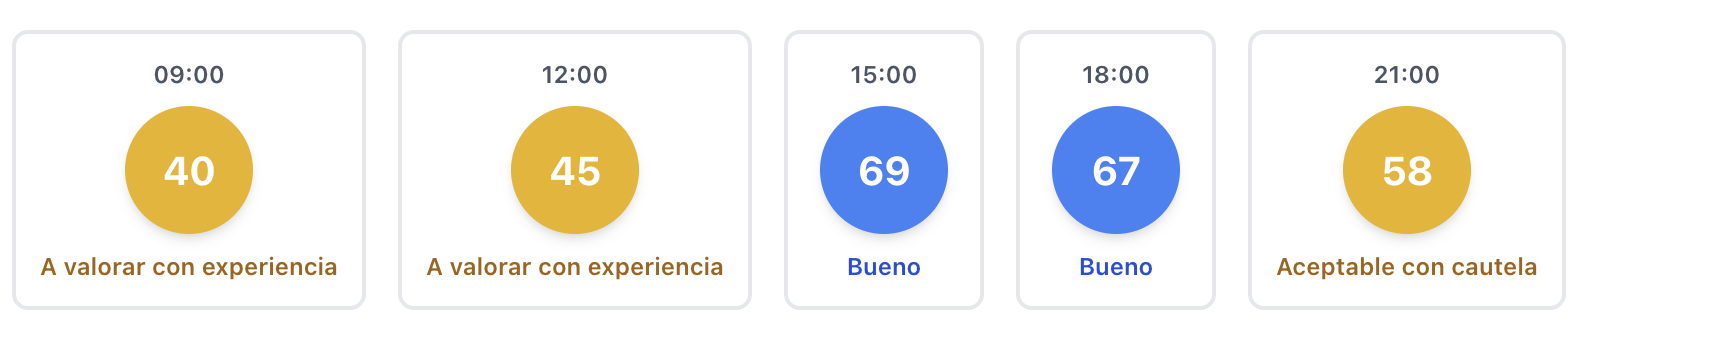 09:00
40
A valorar con experiencia
12:00
45
A valorar con experiencia
15:00
69
Bueno
18:00
67
Bueno
21:00
58
Aceptable con cautela